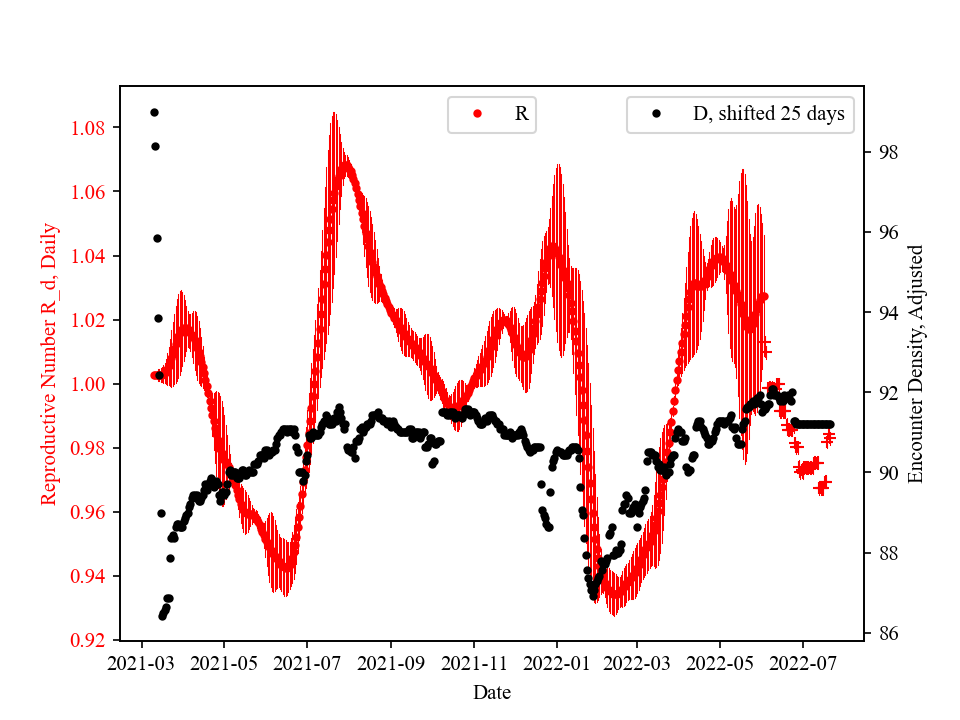 R
D, shifted 25 days
1.08
1.06
1.04
1.02
1.00
0.98
0.96
0.94
0.92
Reproductive Number R_d, Daily
98
96
94
92
90
88
86
Encounter Density, Adjusted
2021-03 2021-05 2021-07 2021-09 2021-11 2022-01 2022-03 2022-05 2022-07
Date